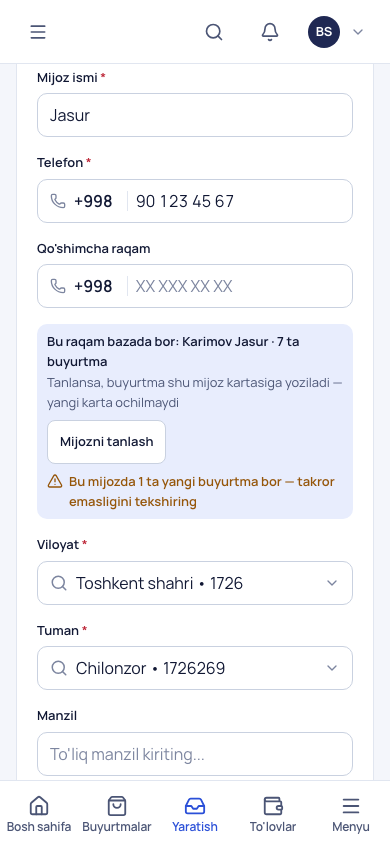 BS
Mijoz ismi *
Jasur
Telefon *
+998 90 123 45 67
Qo'shimcha raqam
+998 XX XXX XX XX
Bu raqam bazada bor: Karimov Jasur · 7 ta
buyurtma
Tanlansa, buyurtma shu mijoz kartasiga yoziladi —
yangi karta ochilmaydi
Mijozni tanlash
Bu mijozda 1 ta yangi buyurtma bor — takror
emasligini tekshiring
Viloyat *
Toshkent shahri • 1726
Tuman *
Chilonzor • 1726269
Manzil
To'liq manzil kiriting...
Bosh sahifa Buyurtmalar Yaratish To'lovlar Menyu